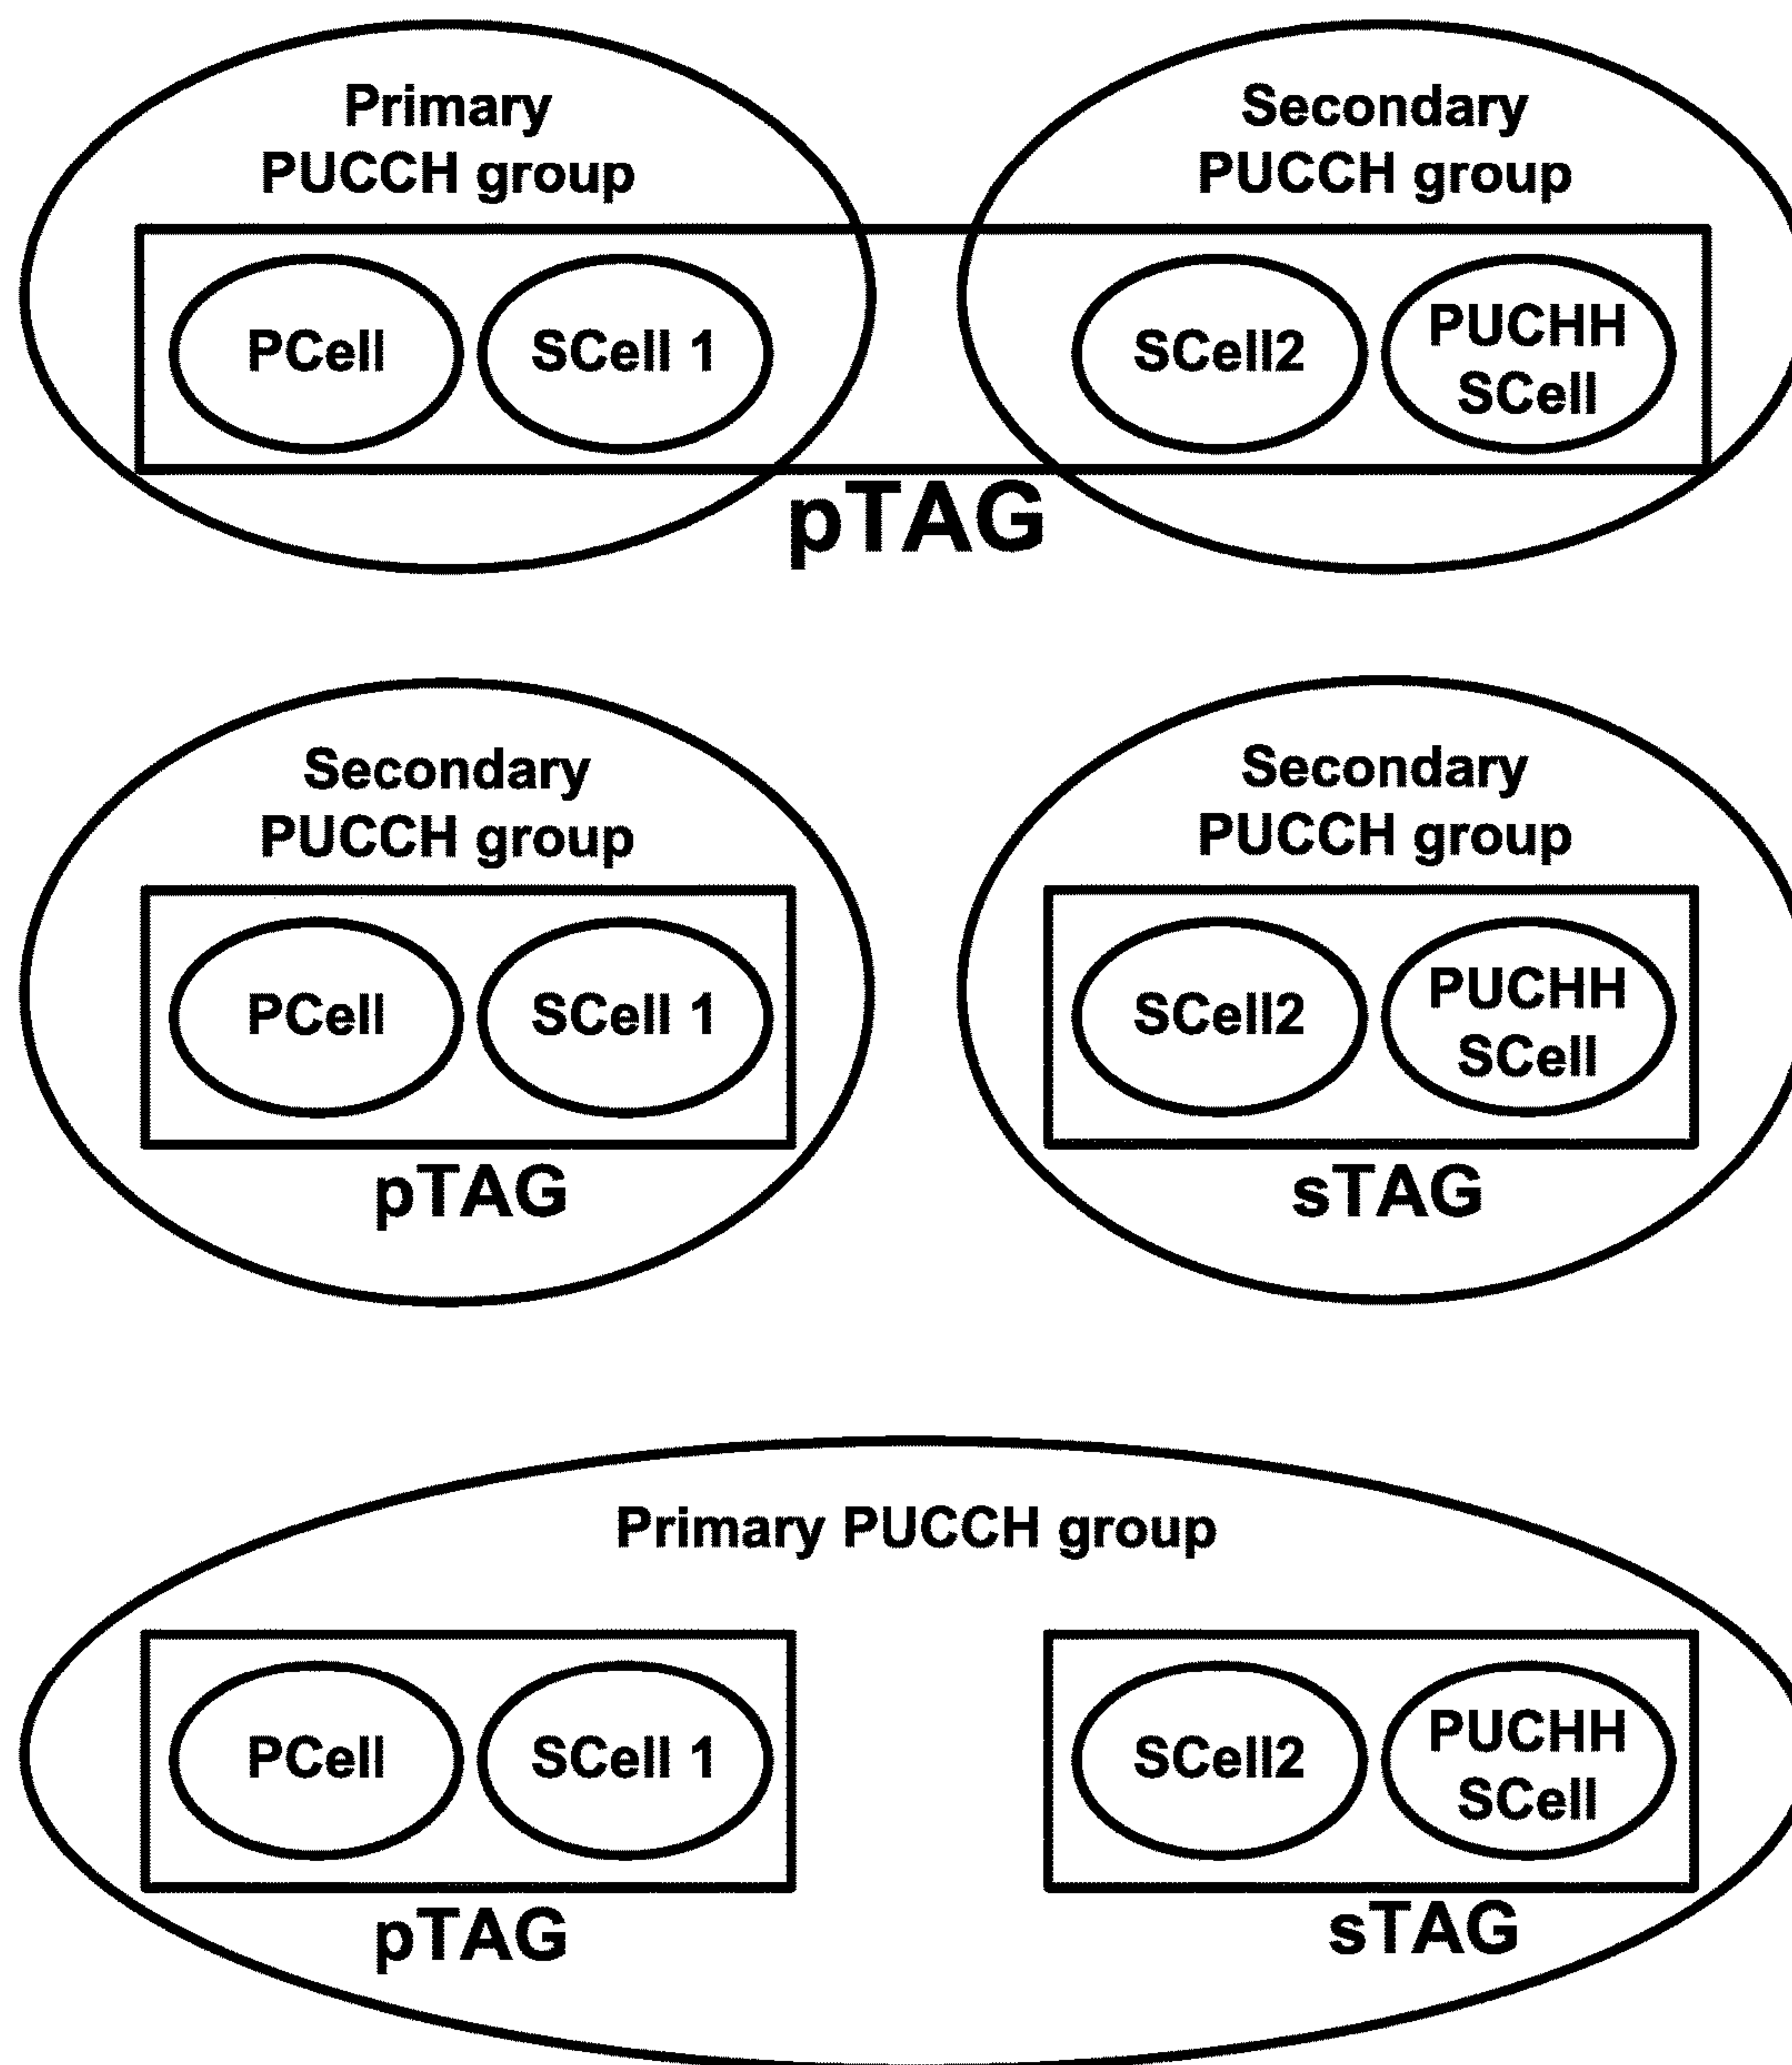 Primary
PUCCH group
Secondary
PUCCH group
PCell
SCell 1
SCell2
PUCHH
SCell
pTAG
Secondary
PUCCH group
Secondary
PUCCH group
PCell
SCell 1
SCell2
PUCHH
SCell
pTAG
sTAG
Primary PUCCH group
PCell
SCell 1
SCell2
PUCHH
SCell
pTAG
sTAG